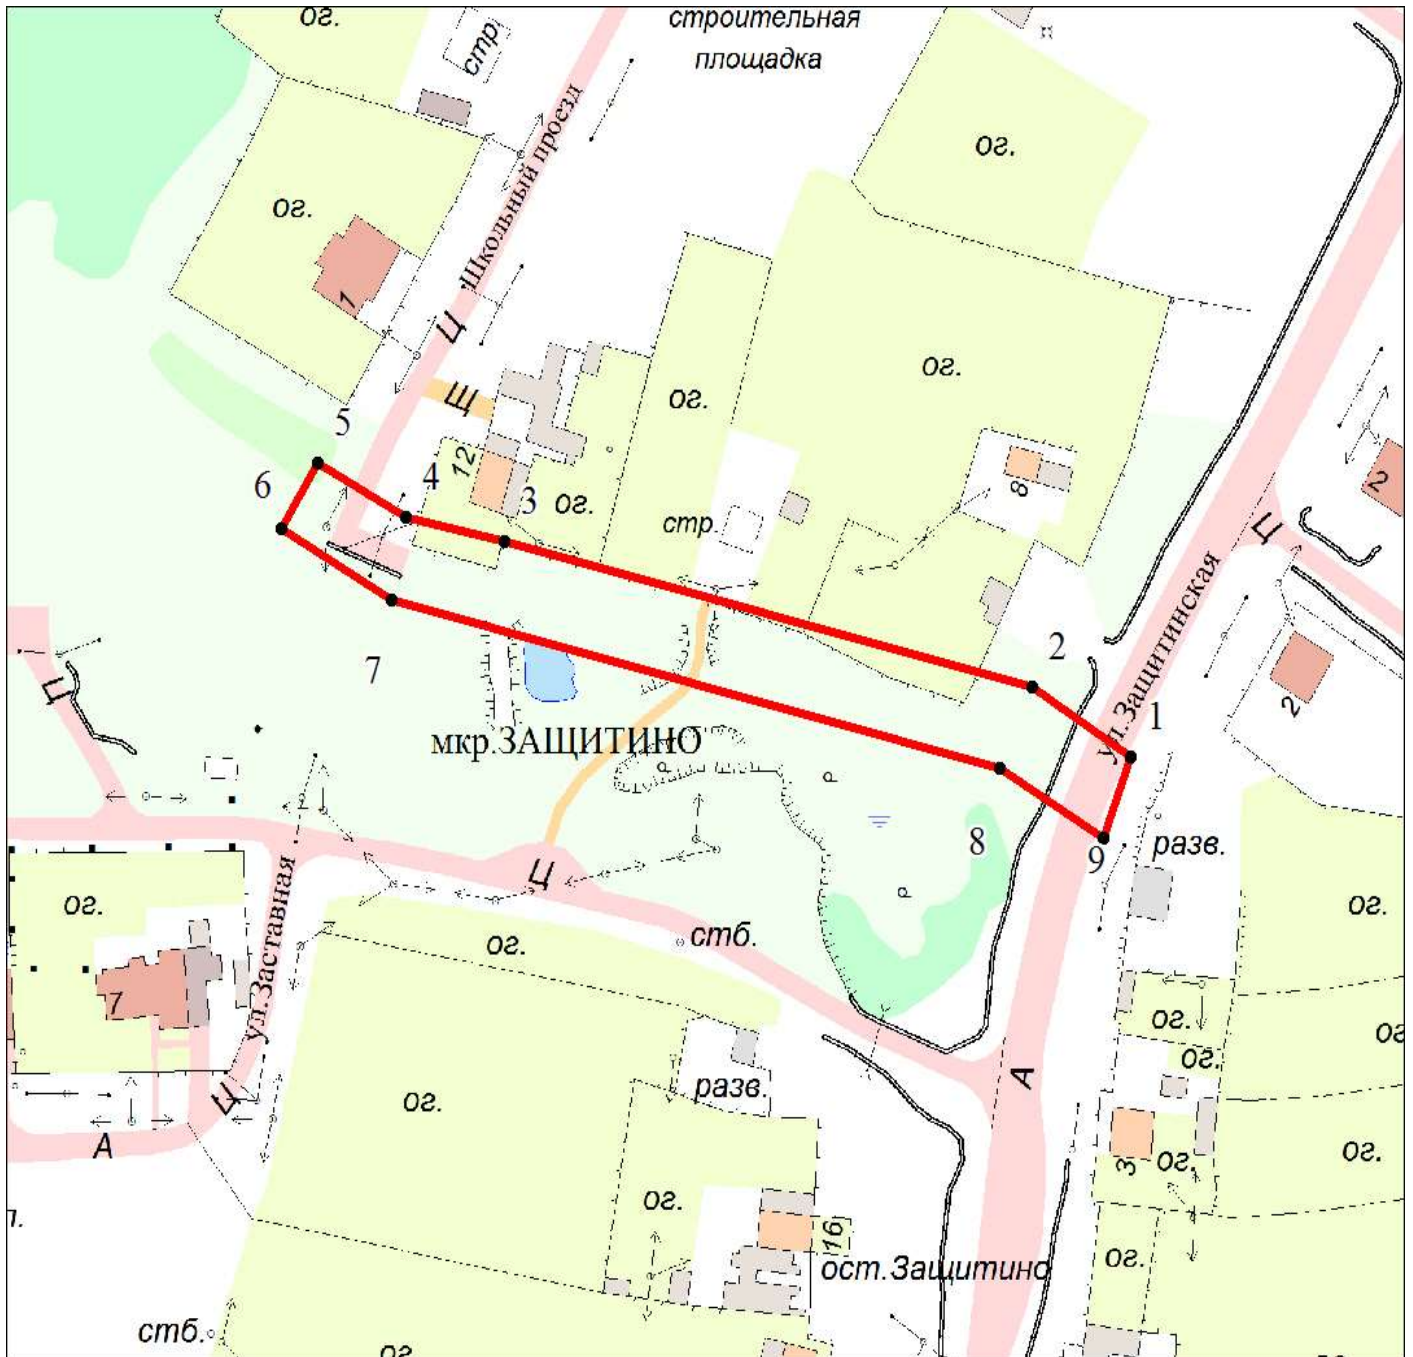 ог.
стр.
строительная
площадка
Школьный проезд
ог.
ог.
1
Ц
ог.
ог.
Щ
5
12
4
3
ог.
6
стр.
8
2
Ц
ул.Защитинская
2
1
2
7
Ц
мкр.ЗАЩИТИНО
р
р
8
9
разв.
Ц
р
ог.
ог.
ул.Заставная
ог.
стб.
7
ог.
ог.
ог.
А
разв.
Ц
ог.
А
3
ог.
ог.
ог.
16
ог.
ост.Защитино
стб.
ог.